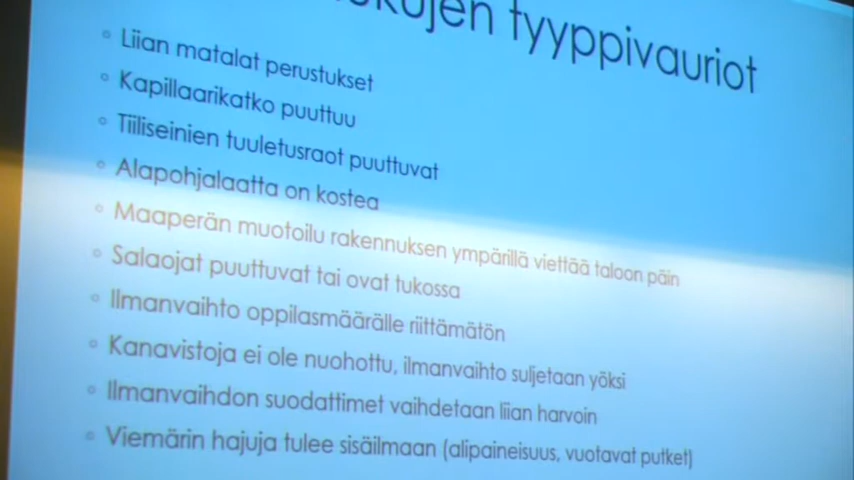 tyyppivauriot
Liian matalat perustukset
Kapillaarikatko puuttuu
Tiiliseinien tuuletusraot puuttuvat
Alapohjalaatta on kostea
Maaperän muotoilu rakennuksen ympärillä viettää taloon päin
Salaojat puuttuvat tai ovat tukossa
Ilmanvaihto oppilasmäärälle riittämätön
Kanavistoja ei ole nuohottu, ilmanvaihto suljetaan yöksi
Ilmanvaihdon suodattimet vaihdetaan liian harvoin
Viemärin hajuja tulee sisäilmaan (alipaineisuus, vuotavat putket)